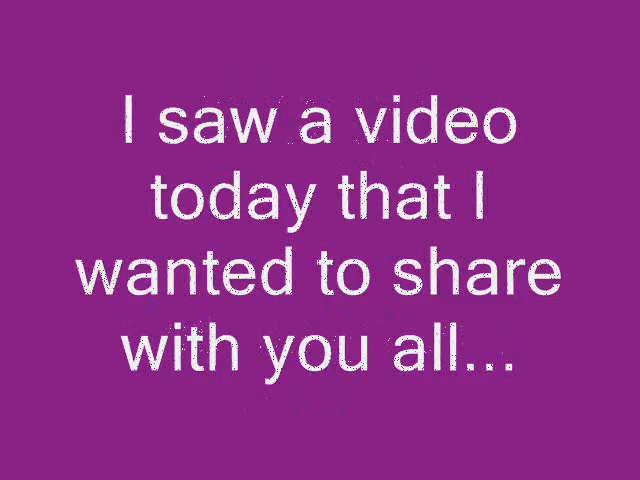 I saw a video
today that I
wanted to share
with you all...